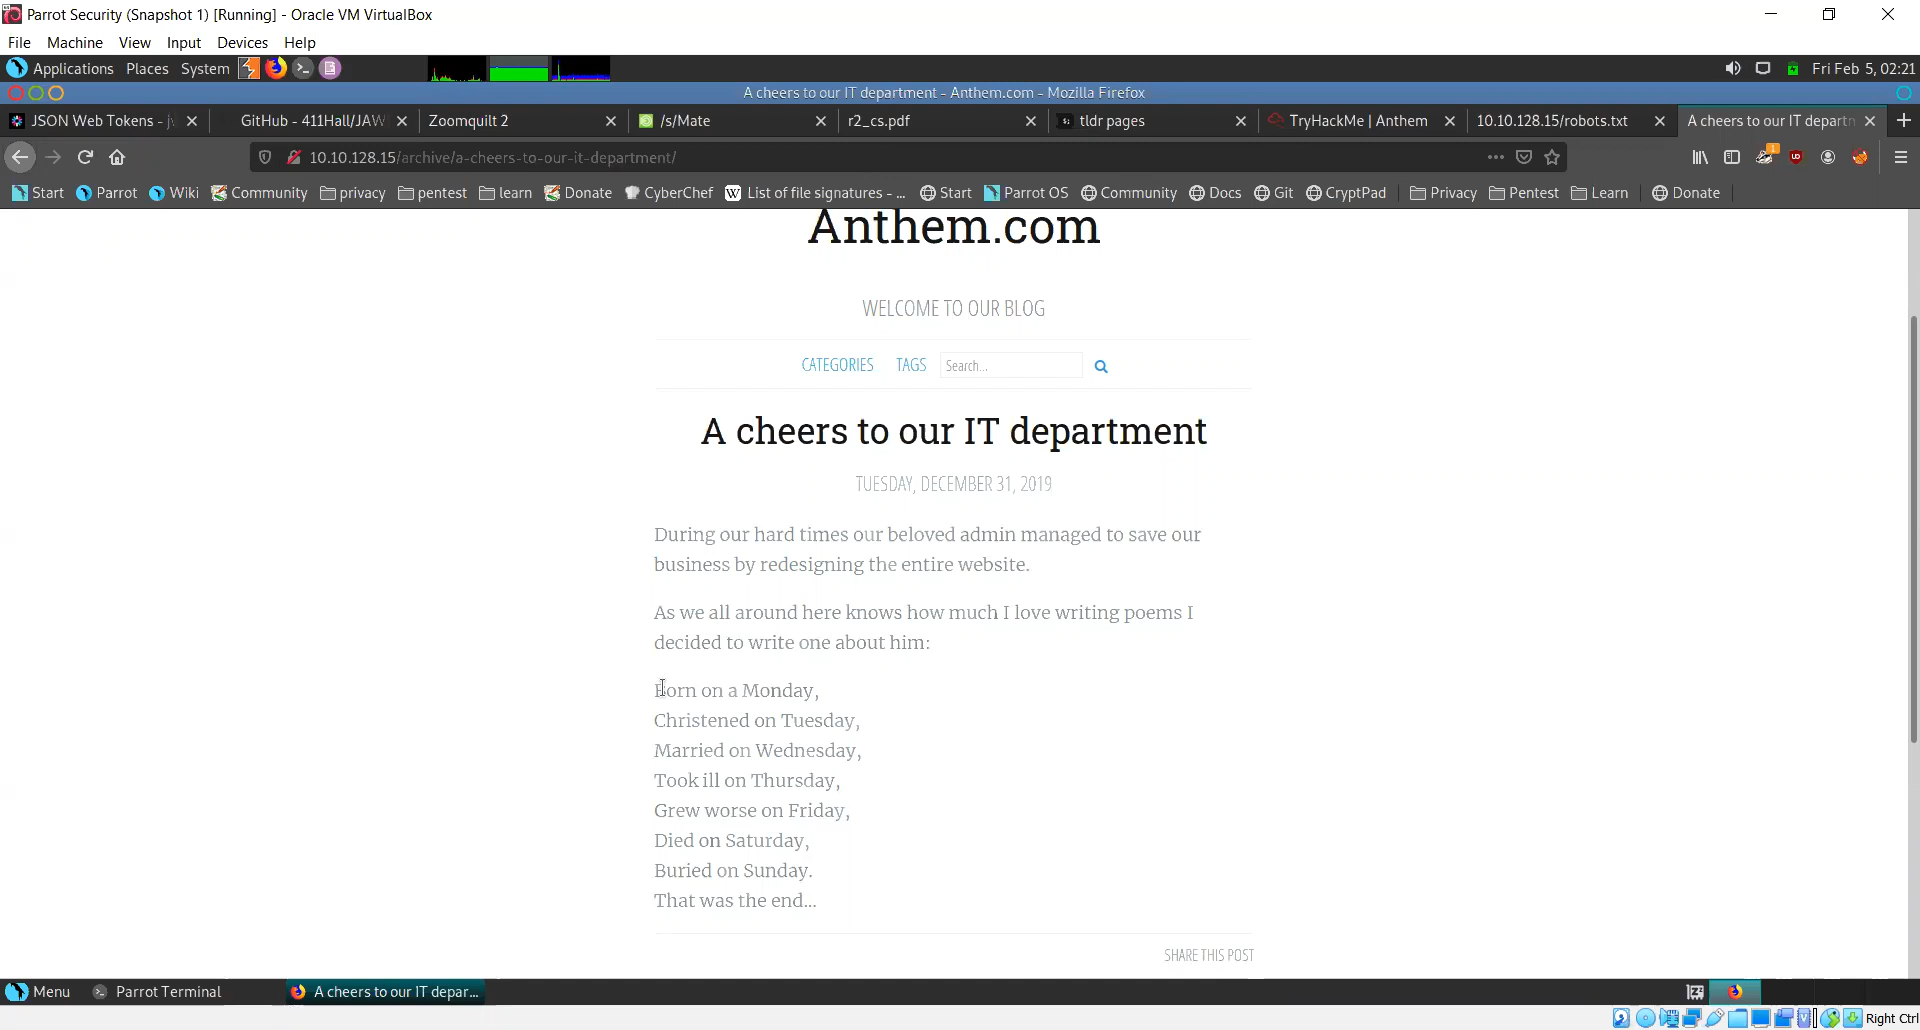 Parrot Security (Snapshot 1) [Running] - Oracle VM VirtualBox
File Machine View Input Devices Help
Applications Places System Fri Feb 5, 02:21
A cheers to our IT department - Anthem.com - Mozilla Firefox
JSON Web Tokens - GitHub - 411Hall/JAW Zoomquilt 2 /s/Mate r2_cs.pdf tldr pages TryHackMe | Anthem 10.10.128.15/robots.txt A cheers to our IT departn
10.10.128.15/archive/a-cheers-to-our-it-department/
Start Parrot Wiki Community privacy pentest learn Donate CyberChef List of file signatures - ... Start Parrot OS Community Docs Git CryptPad Privacy Pentest Learn Donate
Anthem.com
WELCOME TO OUR BLOG
CATEGORIES TAGS Search...
A cheers to our IT department
TUESDAY, DECEMBER 31, 2019
During our hard times our beloved admin managed to save our
business by redesigning the entire website.
As we all around here knows how much I love writing poems I
decided to write one about him:
Born on a Monday,
Christened on Tuesday,
Married on Wednesday,
Took ill on Thursday,
Grew worse on Friday,
Died on Saturday,
Buried on Sunday.
That was the end...
SHARE THIS POST
Menu Parrot Terminal A cheers to our IT depar...
Right Ctrl